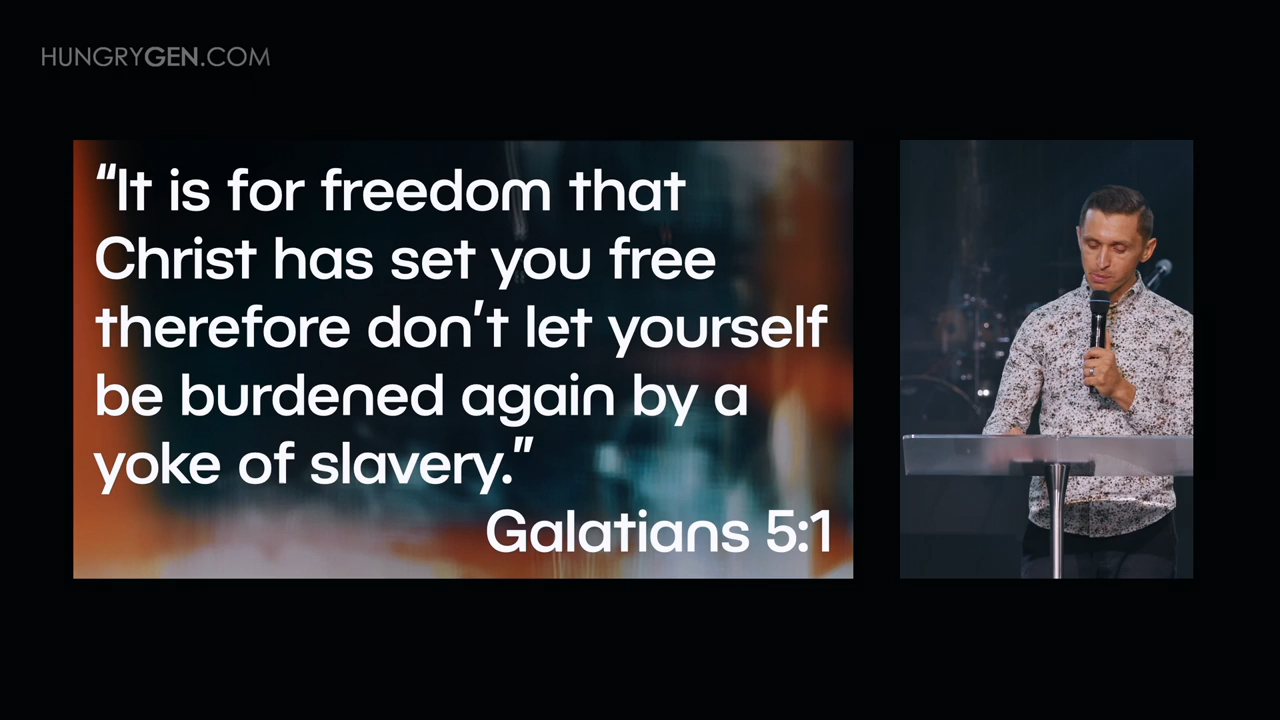 HUNGRYGEN.COM
“It is for freedom that
Christ has set you free
therefore don’t let yourself
be burdened again by a
yoke of slavery.”
Galatians 5:1